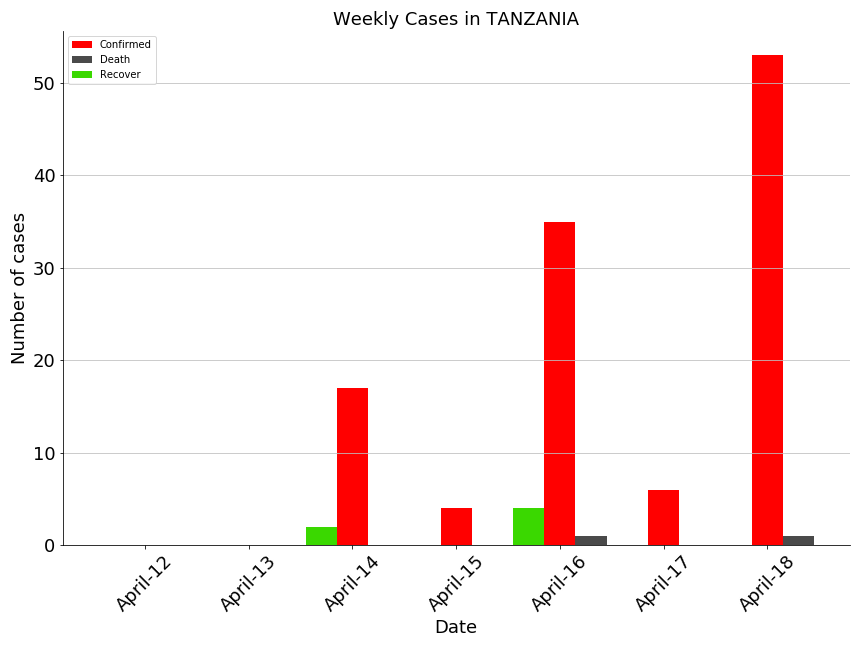 Weekly Cases in TANZANIA
Confirmed
Death
Recover
Number of cases
50
40
30
20
10
0
April-12
April-13
April-14
April-15
April-16
April-17
April-18
Date